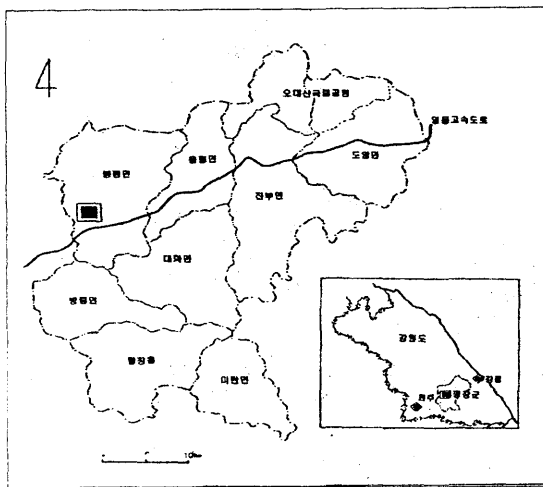 4
오대산국립공원
영동고속도로
봉평면
용평면
도암면
진부면
대화면
방림면
평창읍
미탄면
강원도
강릉
원주
평창군
0
10km